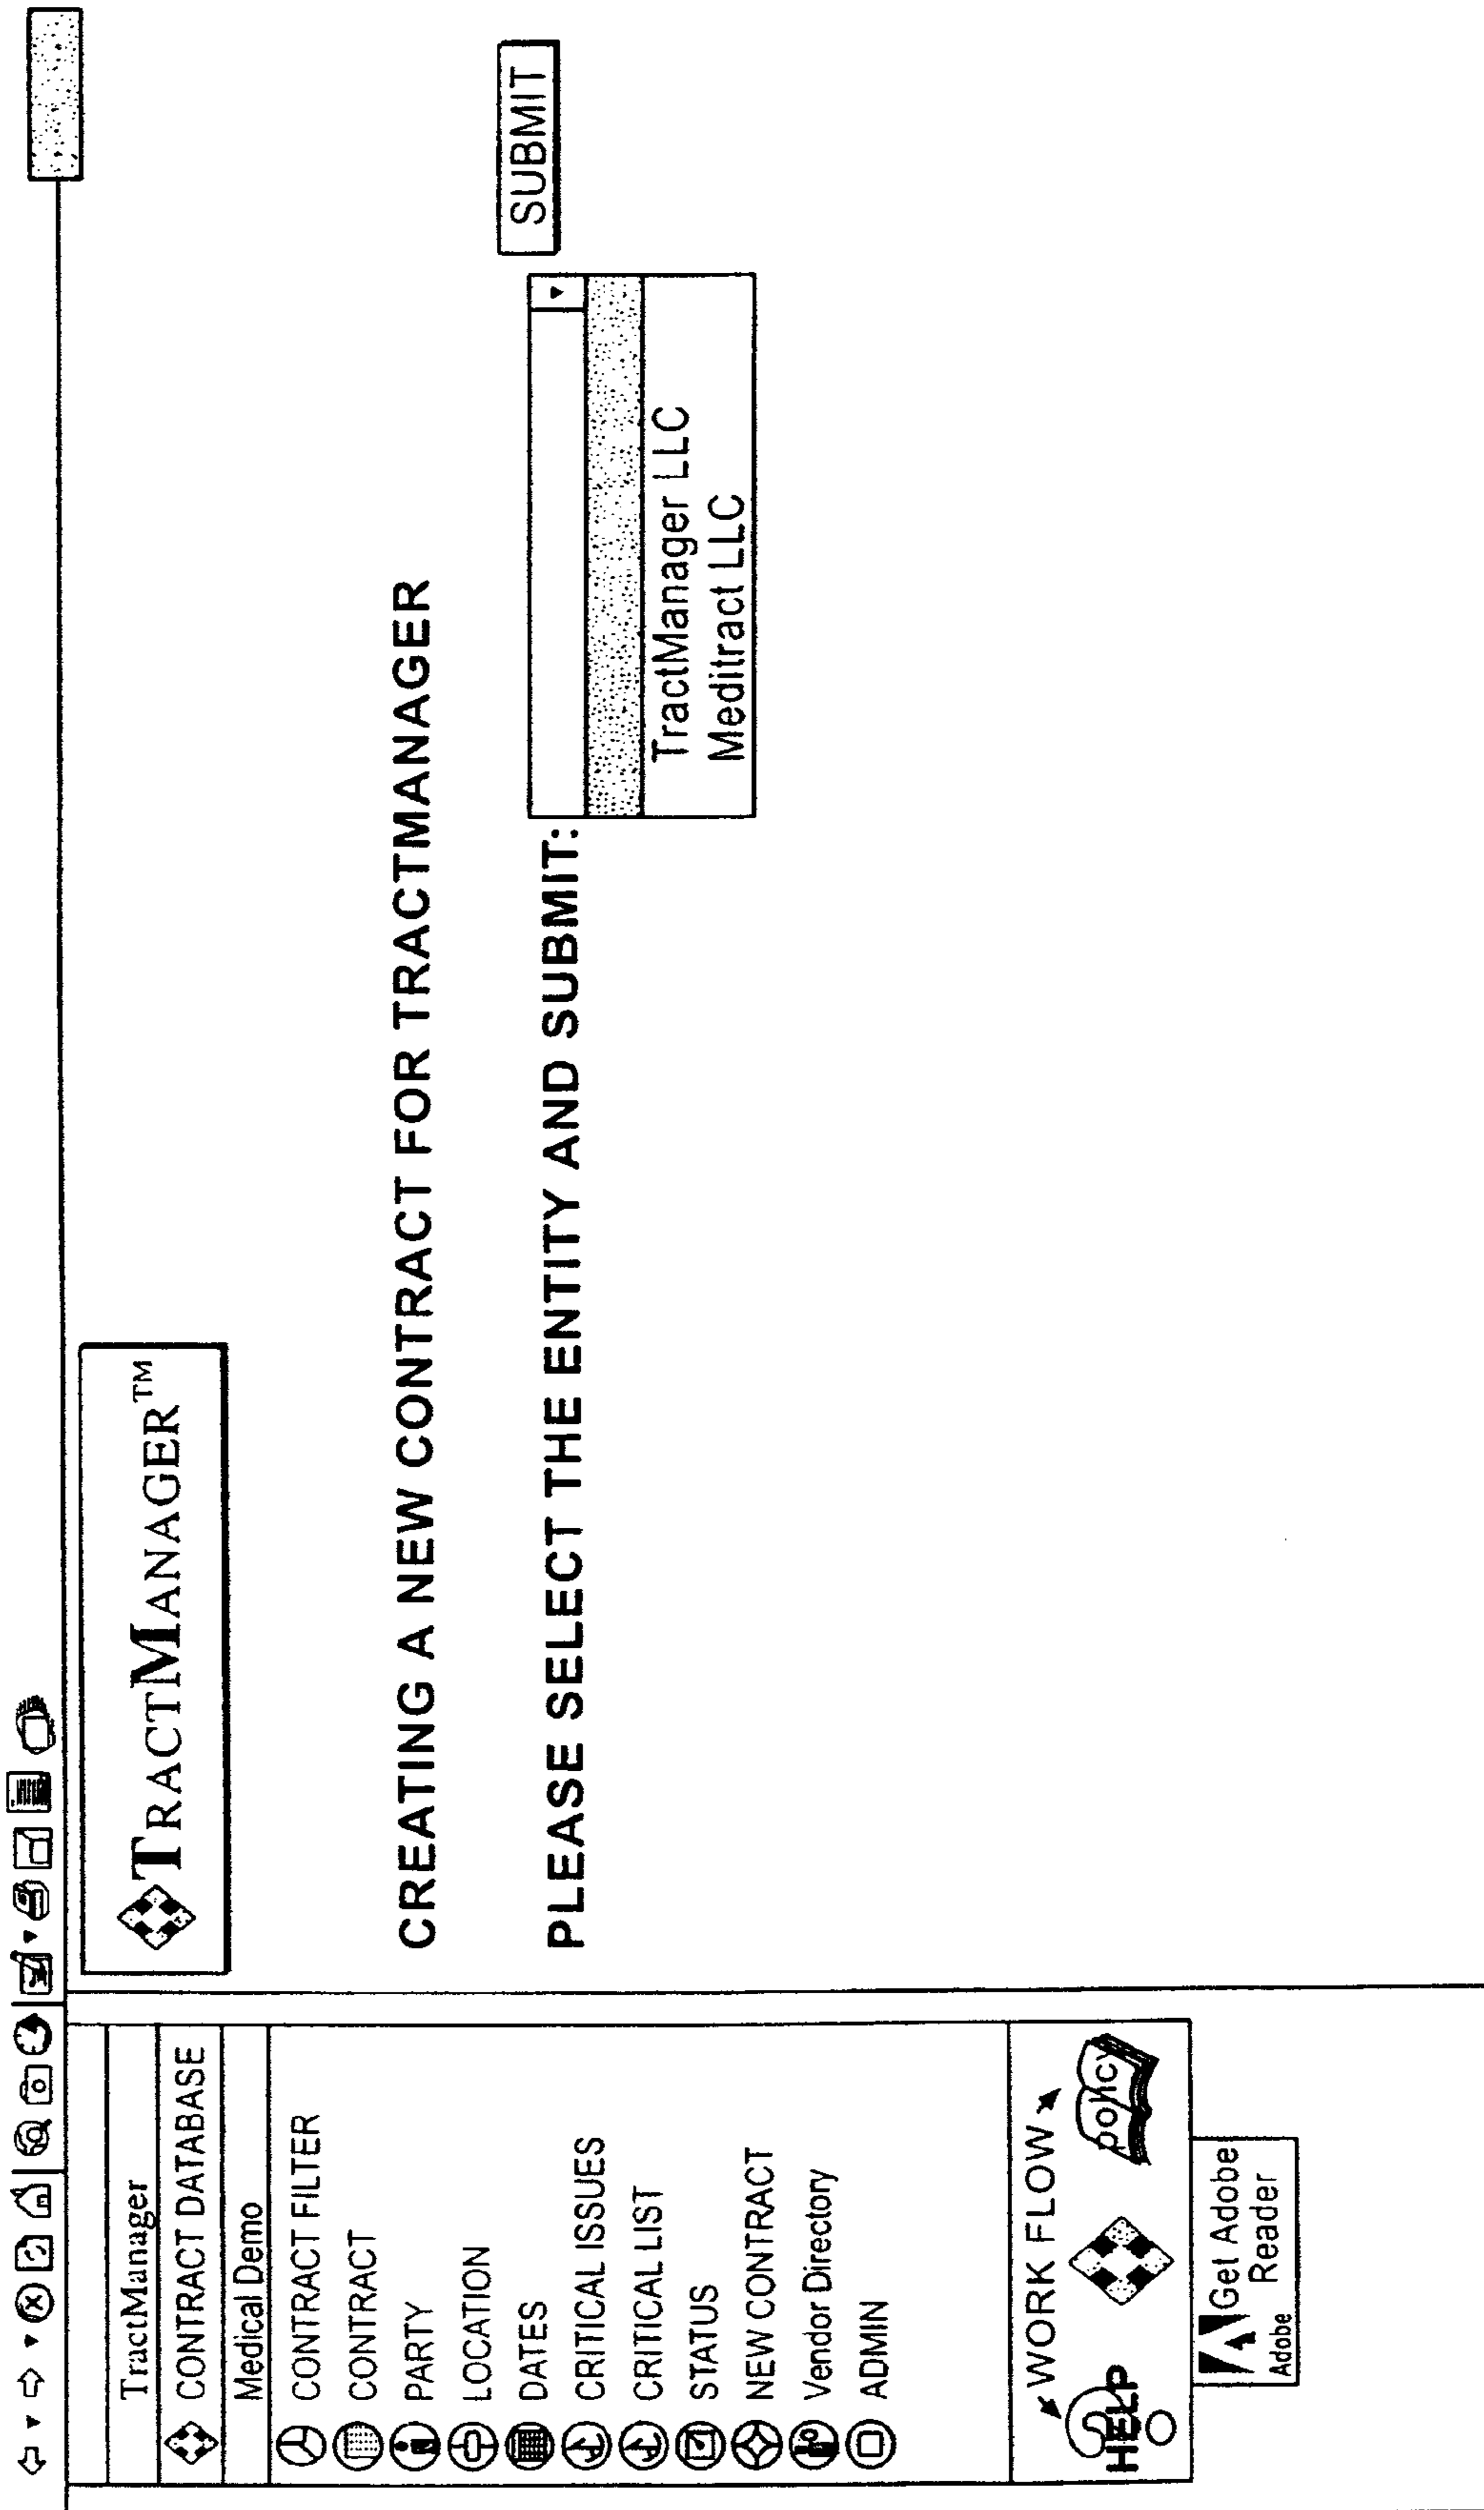 TRACTMANAGER™
CREATING A NEW CONTRACT FOR TRACTMANAGER
PLEASE SELECT THE ENTITY AND SUBMIT:
SUBMIT
TractManager LLC
Meditract LLC
TractManager
CONTRACT DATABASE
Medical Demo
CONTRACT FILTER
CONTRACT
PARTY
LOCATION
DATES
CRITICAL ISSUES
CRITICAL LIST
STATUS
NEW CONTRACT
Vendor Directory
ADMIN
WORK FLOW
HELP
policy
Get Adobe
Reader
Adobe